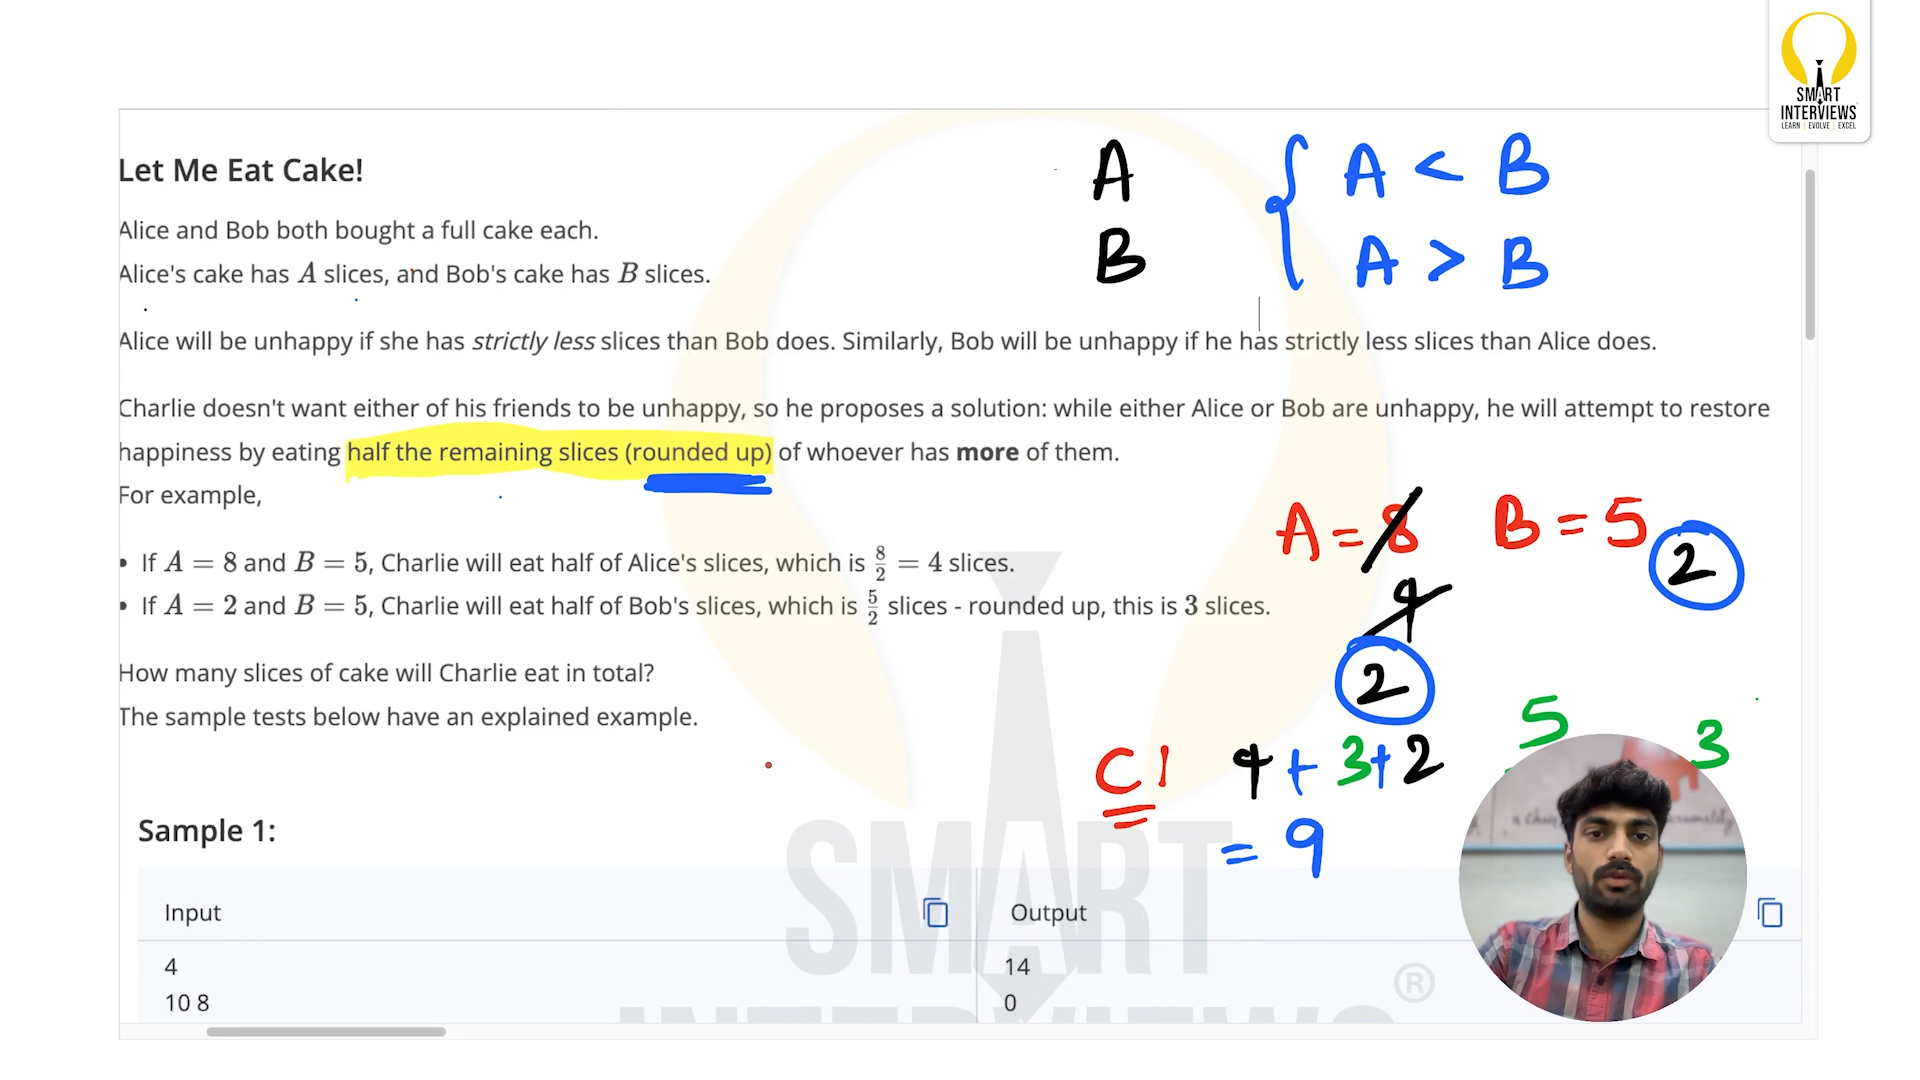 SMART
INTERVIEWS
LEARN | EVOLVE | EXCEL
Let Me Eat Cake!
Alice and Bob both bought a full cake each.
Alice's cake has A slices, and Bob's cake has B slices.
Alice will be unhappy if she has strictly less slices than Bob does. Similarly, Bob will be unhappy if he has strictly less slices than Alice does.
Charlie doesn't want either of his friends to be unhappy, so he proposes a solution: while either Alice or Bob are unhappy, he will attempt to restore
happiness by eating half the remaining slices (rounded up) of whoever has more of them.
For example,
• If A = 8 and B = 5, Charlie will eat half of Alice's slices, which is 8/2 = 4 slices.
• If A = 2 and B = 5, Charlie will eat half of Bob's slices, which is 5/2 slices - rounded up, this is 3 slices.
How many slices of cake will Charlie eat in total?
The sample tests below have an explained example.
A
B
A < B
A > B
A = 8 B = 5
2
4
2
5
3
C1 4 + 3 + 2
= 9
Sample 1:
Input Output
4 14
10 8 0
SMART
INTERVIEWS ®